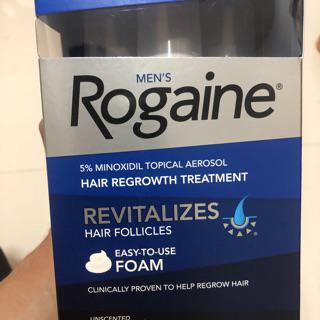 MEN'S
Rogaine®
5% MINOXIDIL TOPICAL AEROSOL
HAIR REGROWTH TREATMENT
REVITALIZES
HAIR FOLLICLES
EASY-TO-USE
FOAM
CLINICALLY PROVEN TO HELP REGROW HAIR
UNSCENTED